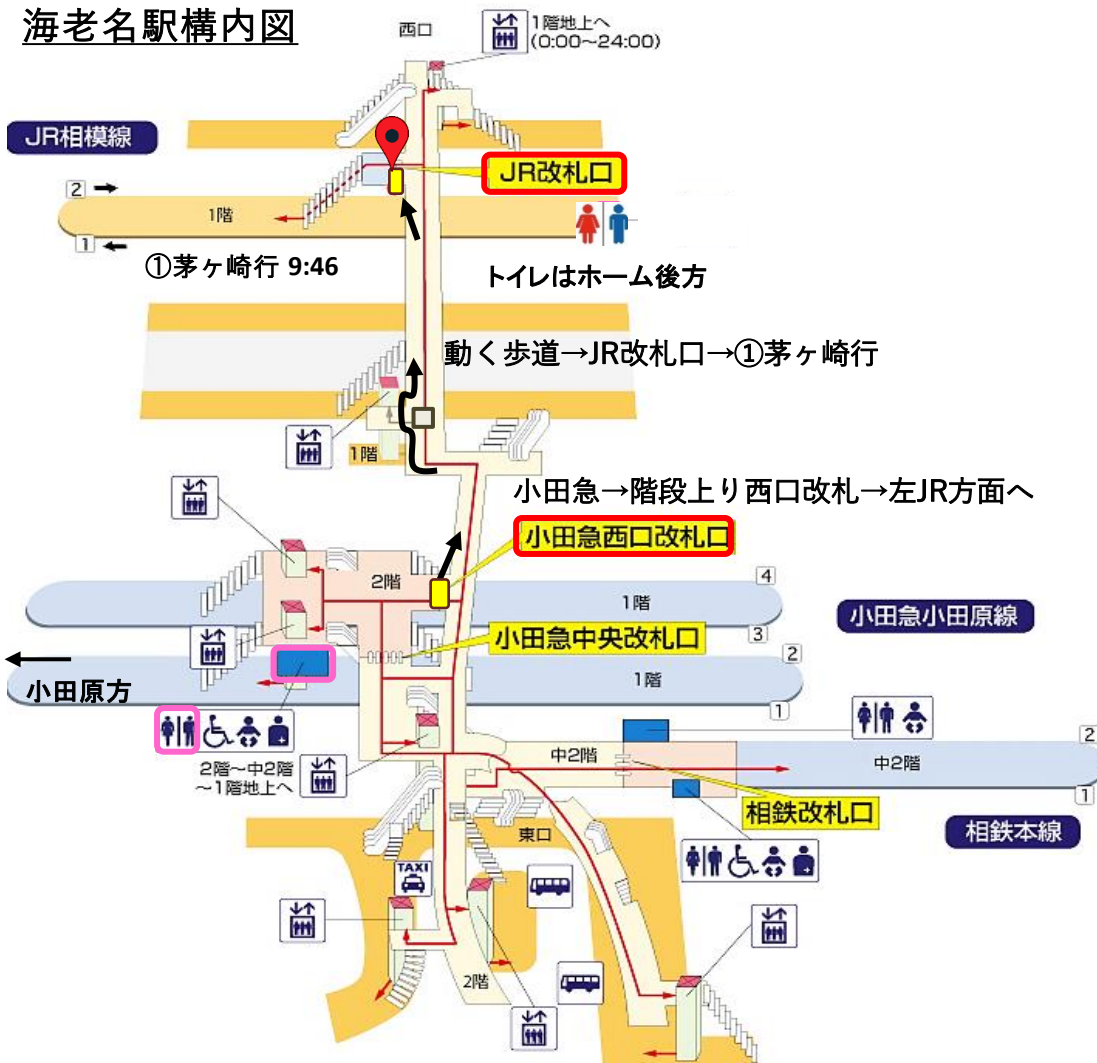 海老名駅構内図
西口
1階地上へ
(0:00～24:00)
JR相模線
JR改札口
2
1階
1
①茅ヶ崎行 9:46
トイレはホーム後方
動く歩道→JR改札口→①茅ヶ崎行
1階
小田急→階段上り西口改札→左JR方面へ
小田急西口改札口
2階
4
1階
3
小田急小田原線
小田急中央改札口
2
小田原方
1階
1
2階～中2階
～1階地上へ
中2階
中2階
2
1
相鉄改札口
相鉄本線
東口
TAXI
2階